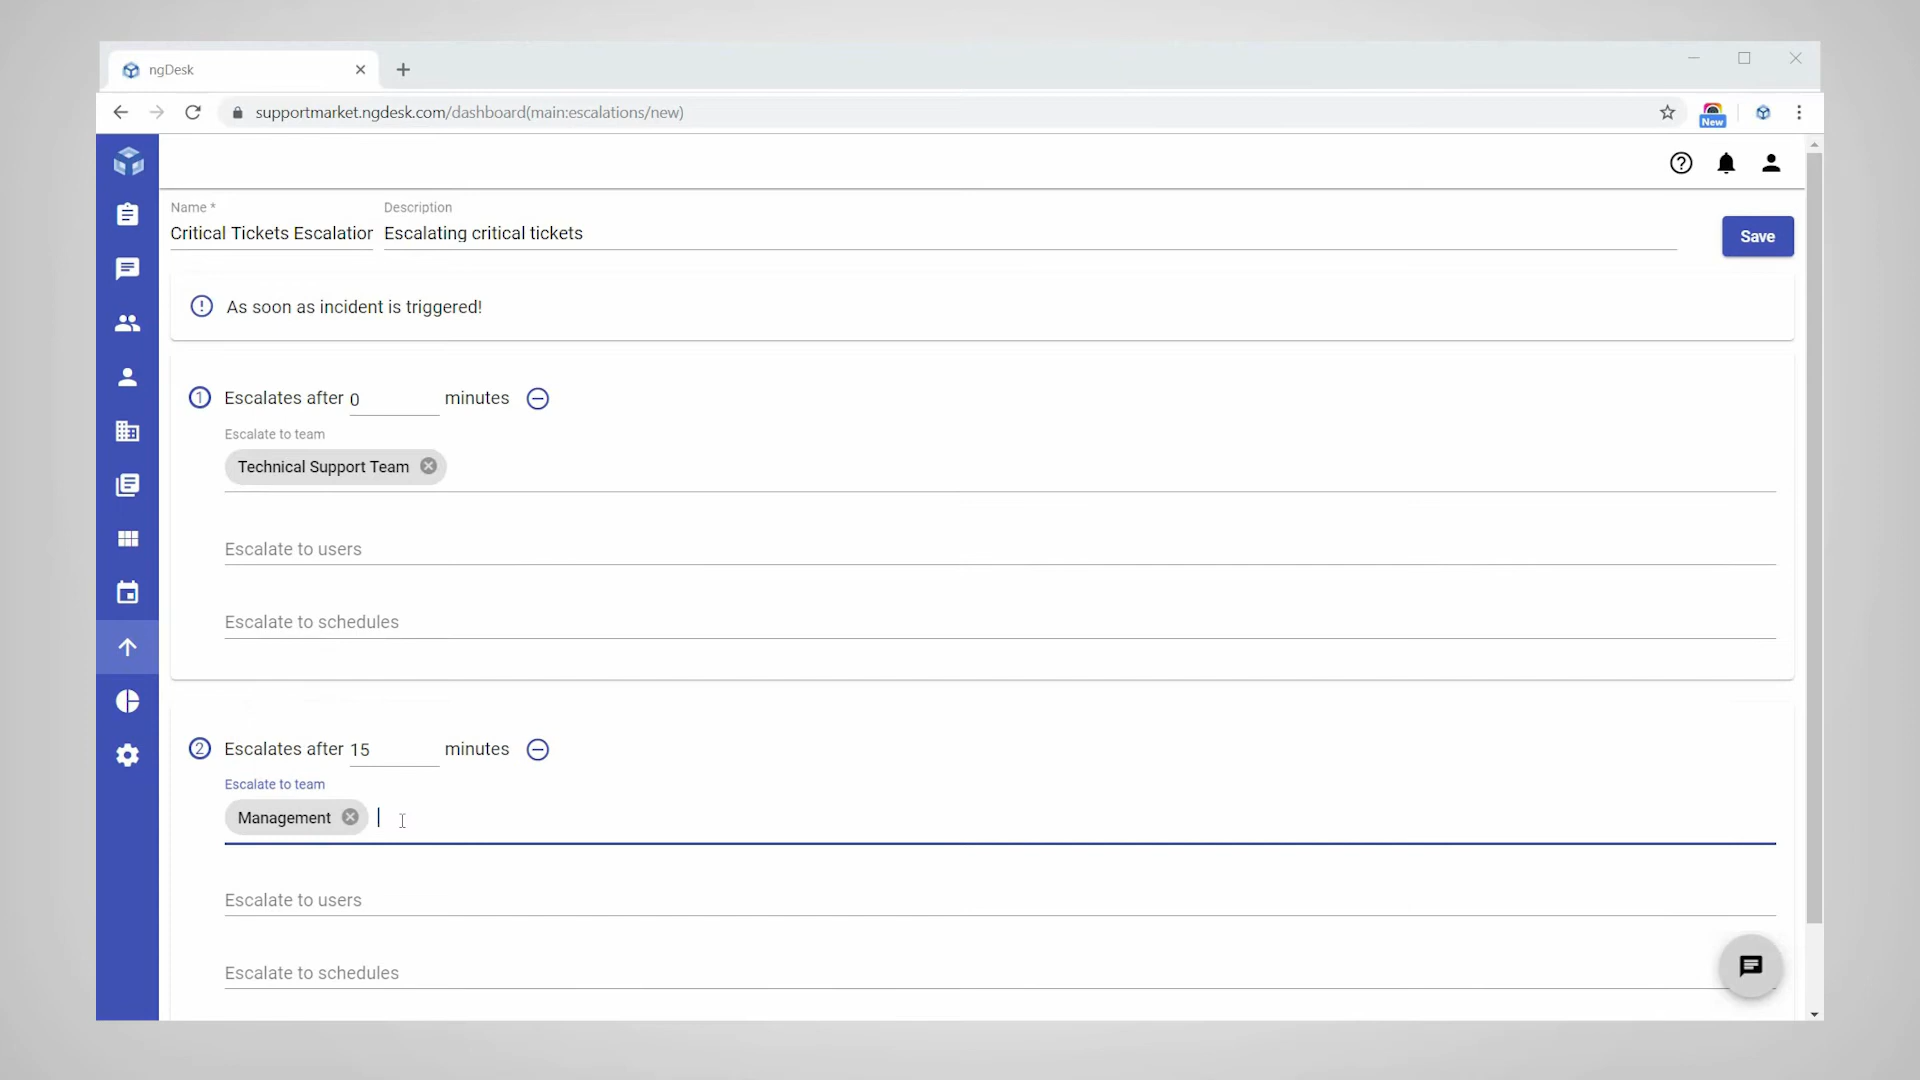 ngDesk
supportmarket.ngdesk.com/dashboard(main:escalations/new)
New
Name *
Description
Critical Tickets Escalation
Escalating critical tickets
Save
As soon as incident is triggered!
1 Escalates after 0 minutes
Escalate to team
Technical Support Team
Escalate to users
Escalate to schedules
2 Escalates after 15 minutes
Escalate to team
Management
Escalate to users
Escalate to schedules